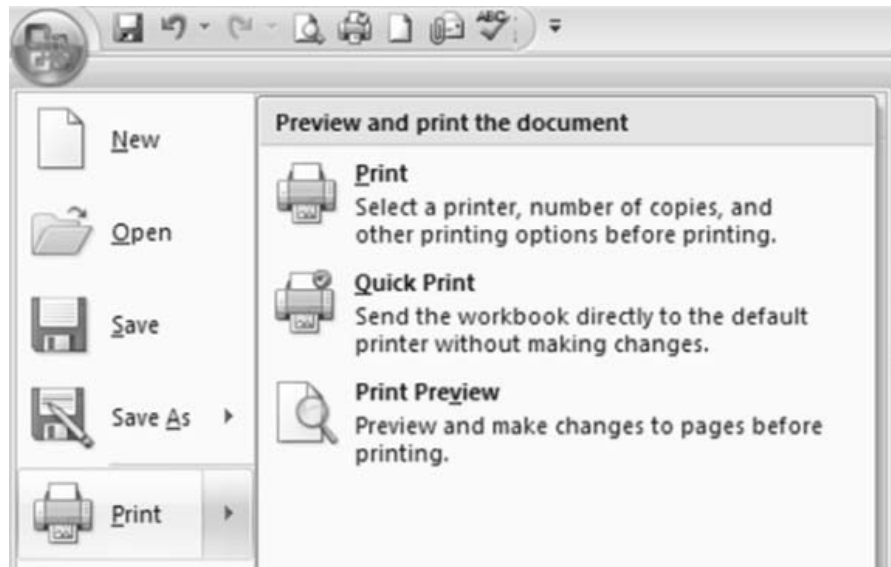 ABC
New
Open
Save
Save As
Print
Preview and print the document
Print
Select a printer, number of copies, and
other printing options before printing.
Quick Print
Send the workbook directly to the default
printer without making changes.
Print Preview
Preview and make changes to pages before
printing.